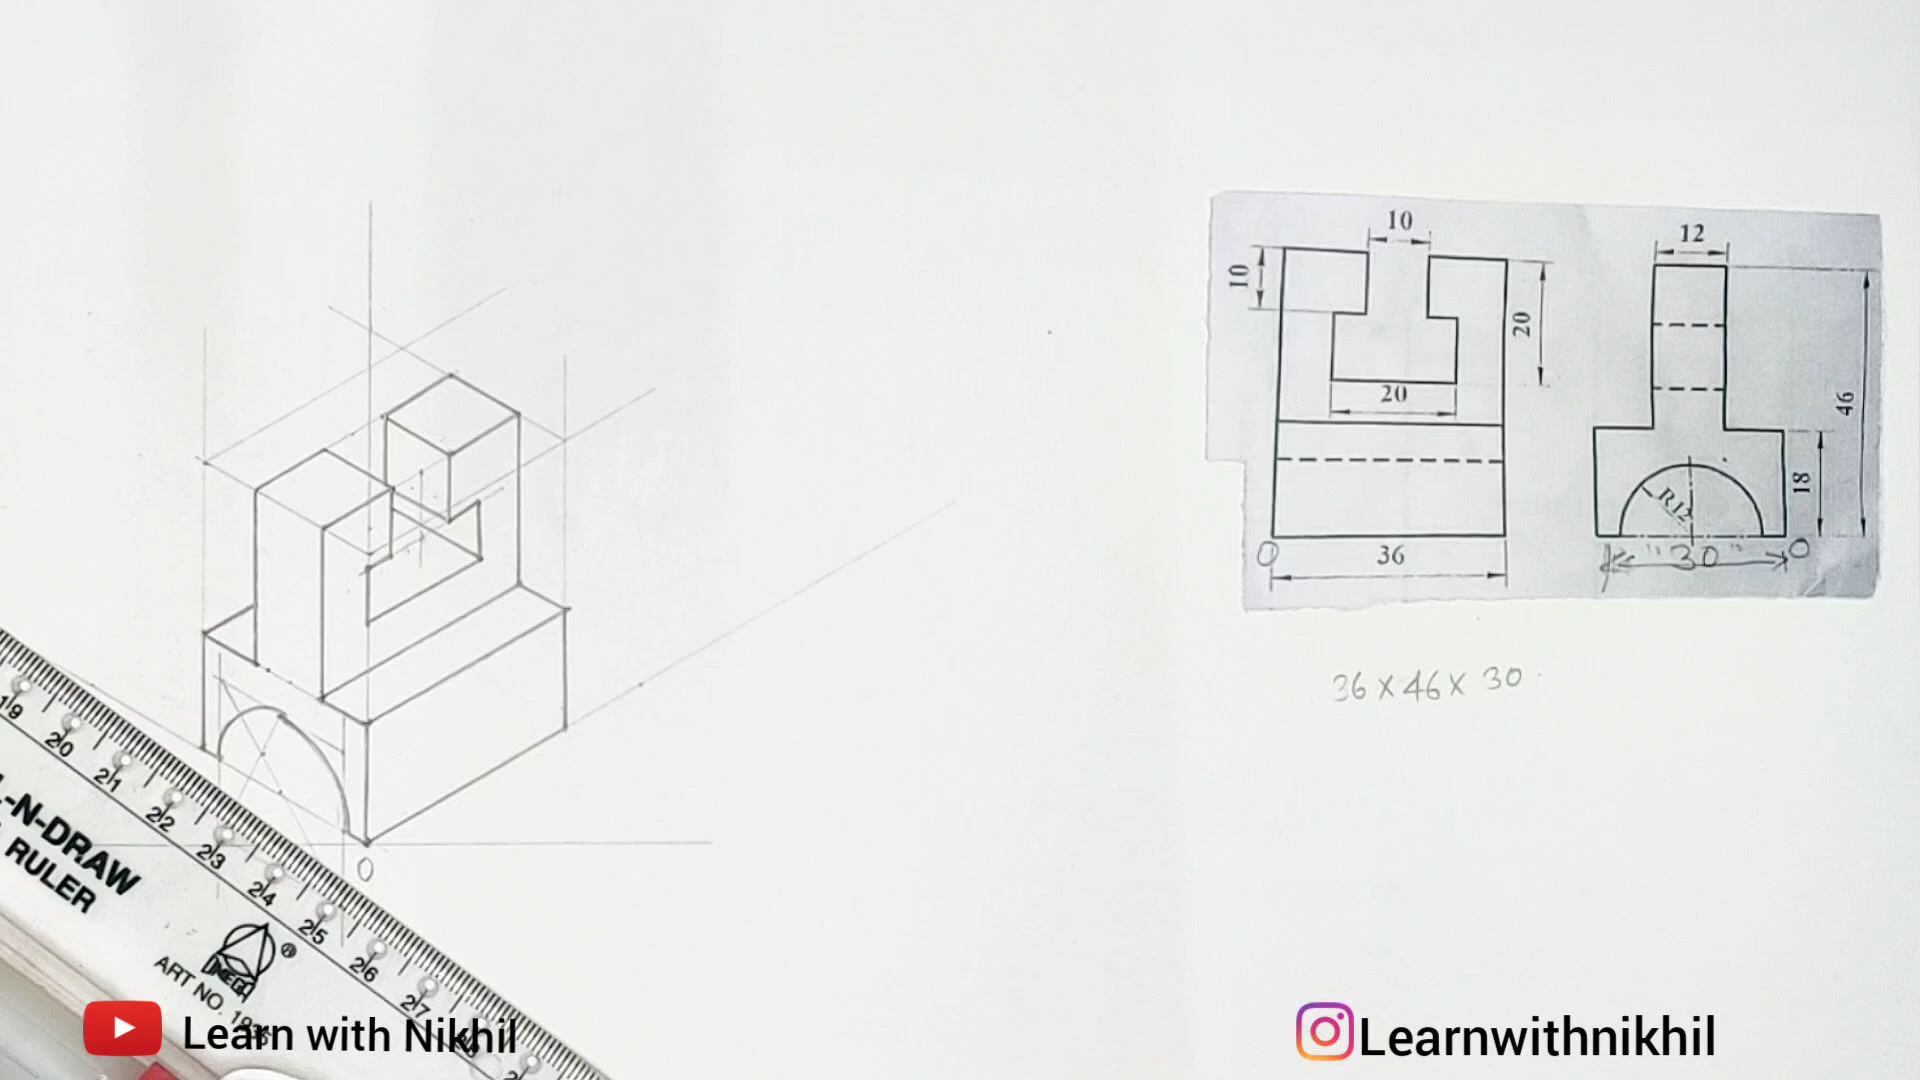 10
12
10
20
20
46
18
R12
O
36
"30"
O
36 x 46 x 30
19 20 21 22 23 24 25 26 27
-N-DRAW
RULER
OMEGA ®
ART NO.
O
Learn with Nikhil
Learnwithnikhil